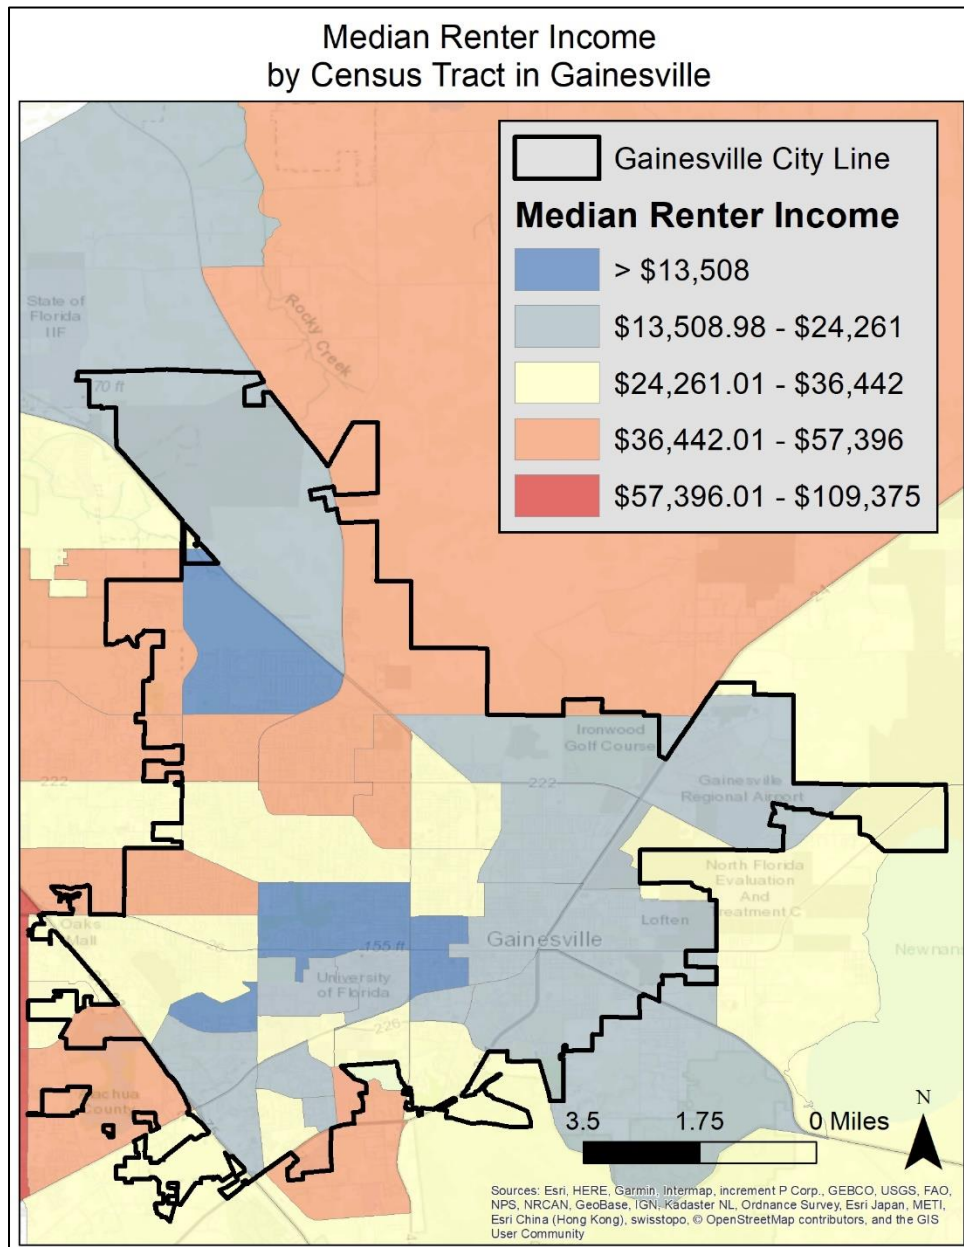 Median Renter Income
by Census Tract in Gainesville
Gainesville City Line
Median Renter Income
> $13,508
$13,508.98 - $24,261
$24,261.01 - $36,442
$36,442.01 - $57,396
$57,396.01 - $109,375
State of
Florida
IIF
Rocky Creek
70 ft
24
Ironwood
Golf Course
222
222
Gainesville
Regional Airport
North Florida
Evaluation
And
Treatment C
Oaks
Mall
Loften
155 ft
Gainesville
Newnans
University
of Florida
226
Alachua
County
3.5 1.75 0 Miles
N
Sources: Esri, HERE, Garmin, Intermap, increment P Corp., GEBCO, USGS, FAO,
NPS, NRCAN, GeoBase, IGN, Kadaster NL, Ordnance Survey, Esri Japan, METI,
Esri China (Hong Kong), swisstopo, © OpenStreetMap contributors, and the GIS
User Community